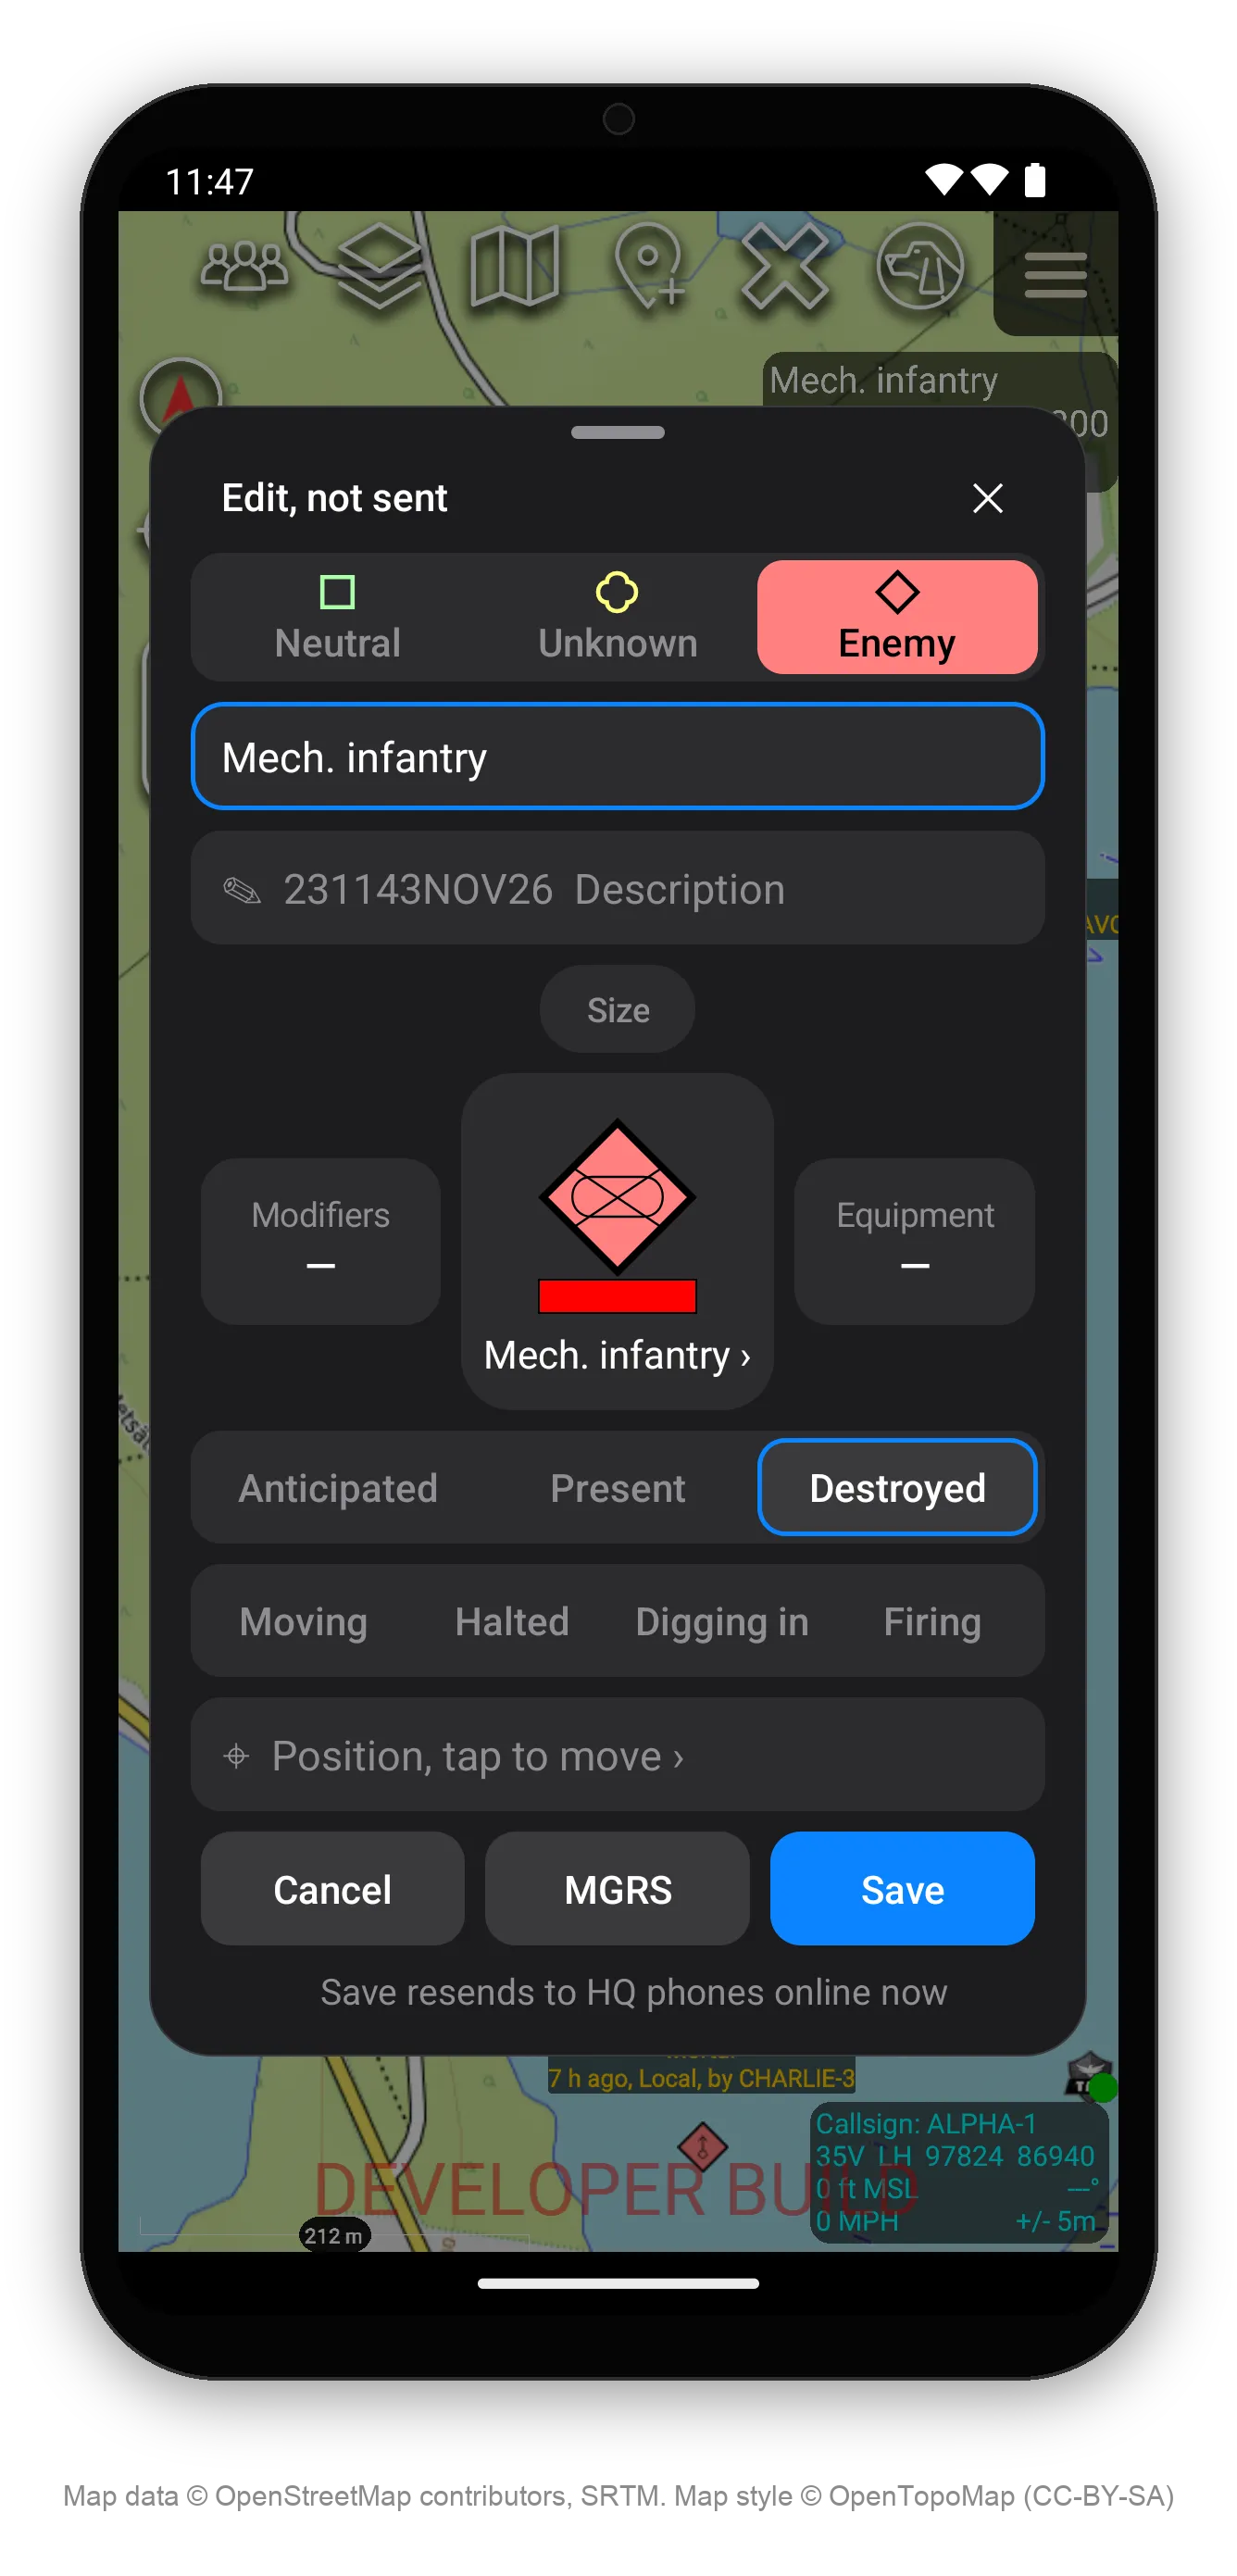 11:47
Mech. infantry
300
Edit, not sent
Neutral Unknown Enemy
Mech. infantry
231143NOV26 Description
Size
Modifiers
—
Equipment
—
Mech. infantry ›
Anticipated Present Destroyed
Moving Halted Digging in Firing
Position, tap to move ›
Cancel MGRS Save
Save resends to HQ phones online now
7 h ago, Local, by CHARLIE-3
Callsign: ALPHA-1
35V LH 97824 86940
0 ft MSL ---°
0 MPH +/- 5m
DEVELOPER BUILD
212 m
Map data © OpenStreetMap contributors, SRTM. Map style © OpenTopoMap (CC-BY-SA)